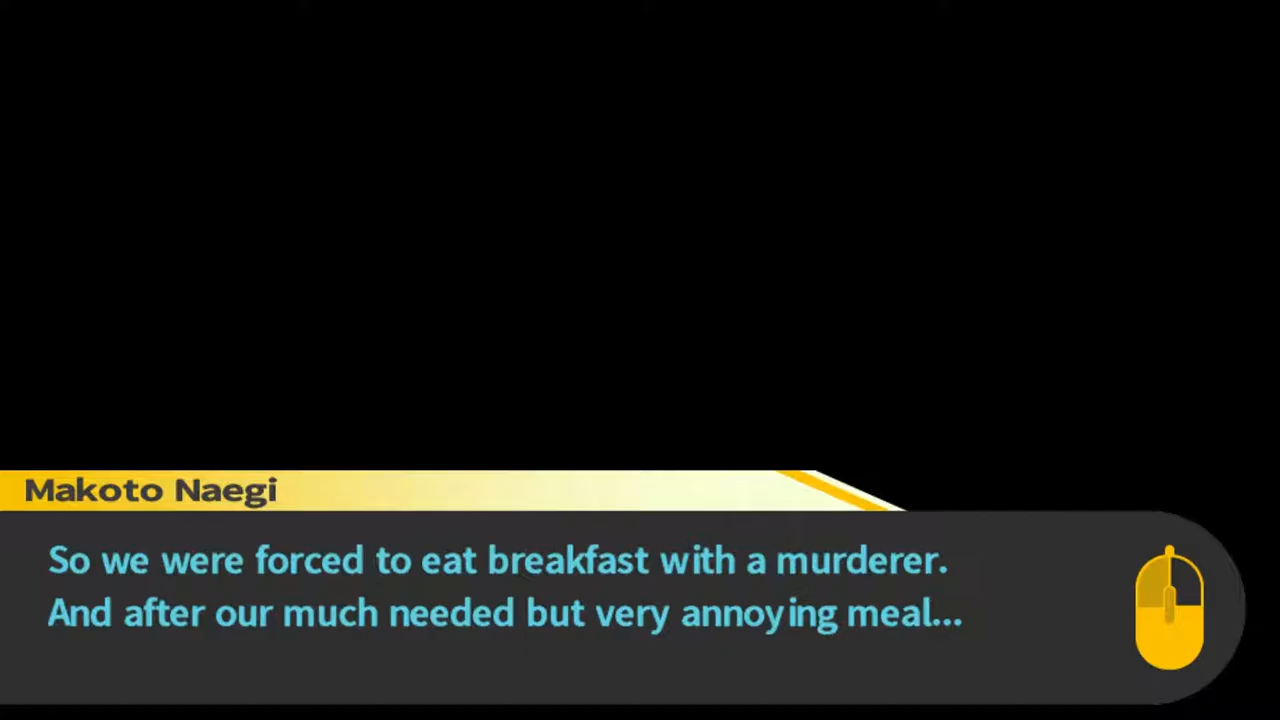 Makoto Naegi
So we were forced to eat breakfast with a murderer.
And after our much needed but very annoying meal...